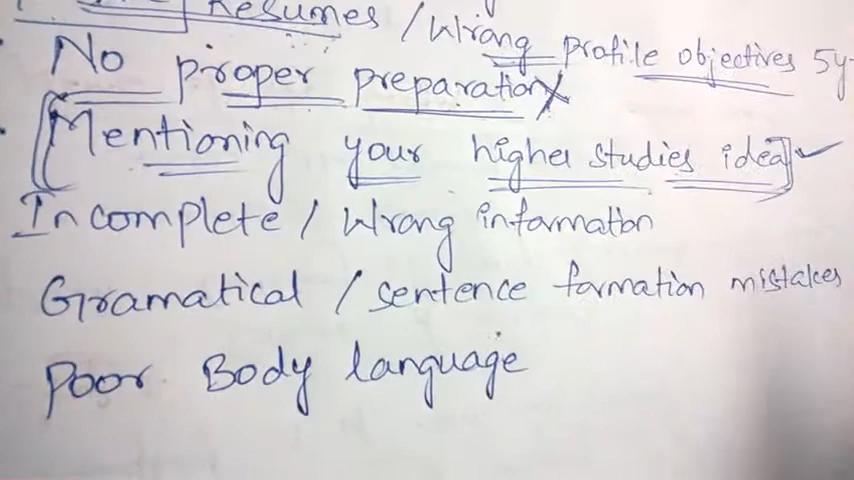 Resumes / Wrong profile objectives 5y
No proper preparation
Mentioning your higher studies idea
Incomplete / Wrong information
Gramatical / sentence formation mistakes
Poor Body language